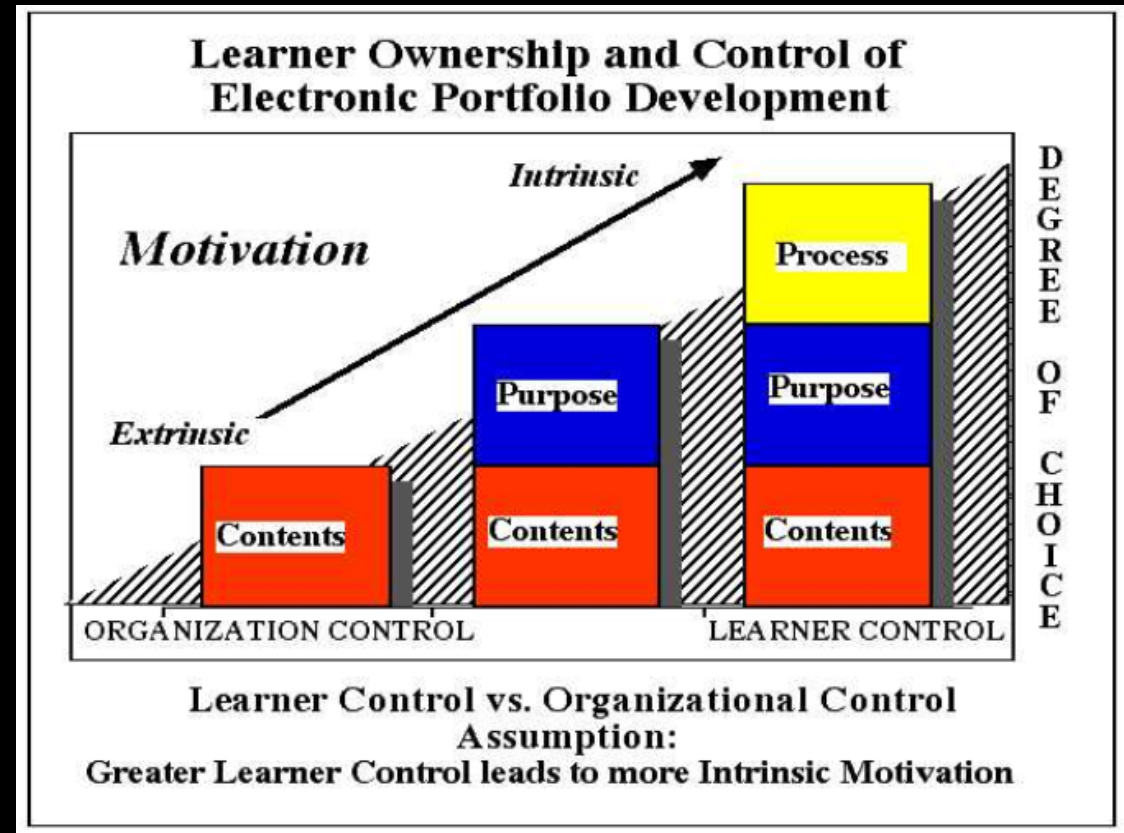 Learner Ownership and Control of
Electronic Portfolio Development
Intrinsic
Motivation
Extrinsic
Process
Purpose
Purpose
Contents
Contents
Contents
ORGANIZATION CONTROL
LEARNER CONTROL
DEGREE OF CHOICE
Learner Control vs. Organizational Control
Assumption:
Greater Learner Control leads to more Intrinsic Motivation